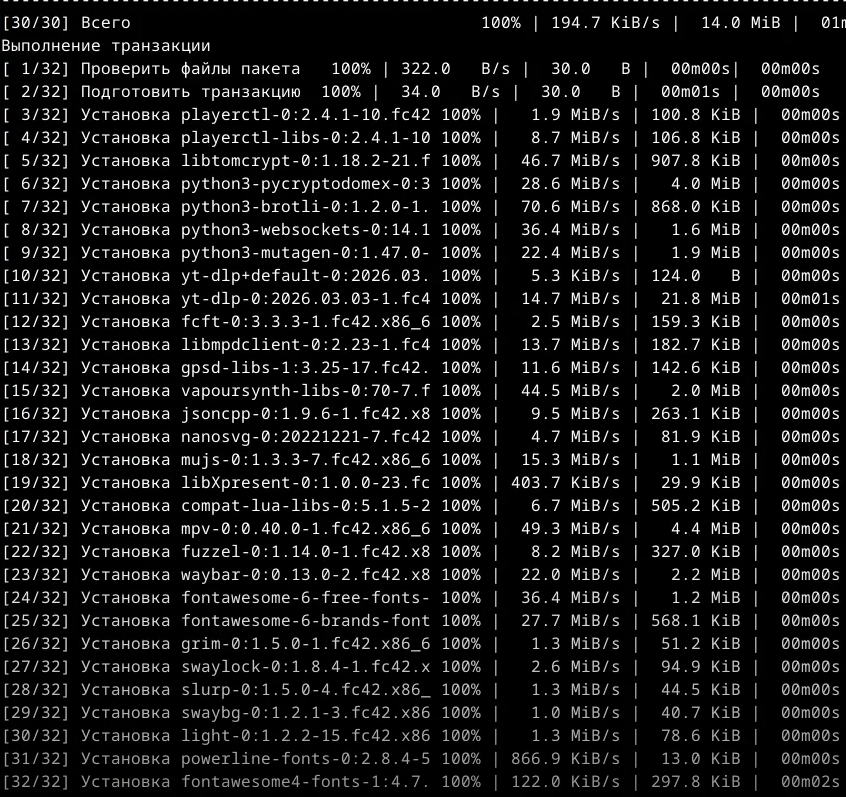 [30/30] Всего 100% | 194.7 KiB/s | 14.0 MiB | 01m
Выполнение транзакции
[ 1/32] Проверить файлы пакета 100% | 322.0 B/s | 30.0 B | 00m00s| 00m00s
[ 2/32] Подготовить транзакцию 100% | 34.0 B/s | 30.0 B | 00m01s| 00m00s
[ 3/32] Установка playerctl-0:2.4.1-10.fc42 100% | 1.9 MiB/s | 100.8 KiB | 00m00s
[ 4/32] Установка playerctl-libs-0:2.4.1-10 100% | 8.7 MiB/s | 106.8 KiB | 00m00s
[ 5/32] Установка libtomcrypt-0:1.18.2-21.f 100% | 46.7 MiB/s | 907.8 KiB | 00m00s
[ 6/32] Установка python3-pycryptodomex-0:3 100% | 28.6 MiB/s | 4.0 MiB | 00m00s
[ 7/32] Установка python3-brotli-0:1.2.0-1. 100% | 70.6 MiB/s | 868.0 KiB | 00m00s
[ 8/32] Установка python3-websockets-0:14.1 100% | 36.4 MiB/s | 1.6 MiB | 00m00s
[ 9/32] Установка python3-mutagen-0:1.47.0- 100% | 22.4 MiB/s | 1.9 MiB | 00m00s
[10/32] Установка yt-dlp+default-0:2026.03. 100% | 5.3 KiB/s | 124.0 B | 00m00s
[11/32] Установка yt-dlp-0:2026.03.03-1.fc4 100% | 14.7 MiB/s | 21.8 MiB | 00m01s
[12/32] Установка fcft-0:3.3.3-1.fc42.x86_6 100% | 2.5 MiB/s | 159.3 KiB | 00m00s
[13/32] Установка libmpdclient-0:2.23-1.fc4 100% | 13.7 MiB/s | 182.7 KiB | 00m00s
[14/32] Установка gpsd-libs-1:3.25-17.fc42. 100% | 11.6 MiB/s | 142.6 KiB | 00m00s
[15/32] Установка vapoursynth-libs-0:70-7.f 100% | 44.5 MiB/s | 2.0 MiB | 00m00s
[16/32] Установка jsoncpp-0:1.9.6-1.fc42.x8 100% | 9.5 MiB/s | 263.1 KiB | 00m00s
[17/32] Установка nanosvg-0:20221221-7.fc42 100% | 4.7 MiB/s | 81.9 KiB | 00m00s
[18/32] Установка mujs-0:1.3.3-7.fc42.x86_6 100% | 15.3 MiB/s | 1.1 MiB | 00m00s
[19/32] Установка libXpresent-0:1.0.0-23.fc 100% | 403.7 KiB/s | 29.9 KiB | 00m00s
[20/32] Установка compat-lua-libs-0:5.1.5-2 100% | 6.7 MiB/s | 505.2 KiB | 00m00s
[21/32] Установка mpv-0:0.40.0-1.fc42.x86_6 100% | 49.3 MiB/s | 4.4 MiB | 00m00s
[22/32] Установка fuzzel-0:1.14.0-1.fc42.x8 100% | 8.2 MiB/s | 327.0 KiB | 00m00s
[23/32] Установка waybar-0:0.13.0-2.fc42.x8 100% | 22.0 MiB/s | 2.2 MiB | 00m00s
[24/32] Установка fontawesome-6-free-fonts- 100% | 36.4 MiB/s | 1.2 MiB | 00m00s
[25/32] Установка fontawesome-6-brands-font 100% | 27.7 MiB/s | 568.1 KiB | 00m00s
[26/32] Установка grim-0:1.5.0-1.fc42.x86_6 100% | 1.3 MiB/s | 51.2 KiB | 00m00s
[27/32] Установка swaylock-0:1.8.4-1.fc42.x 100% | 2.6 MiB/s | 94.9 KiB | 00m00s
[28/32] Установка slurp-0:1.5.0-4.fc42.x86_ 100% | 1.3 MiB/s | 44.5 KiB | 00m00s
[29/32] Установка swaybg-0:1.2.1-3.fc42.x86 100% | 1.0 MiB/s | 40.7 KiB | 00m00s
[30/32] Установка light-0:1.2.2-15.fc42.x86 100% | 1.3 MiB/s | 78.6 KiB | 00m00s
[31/32] Установка powerline-fonts-0:2.8.4-5 100% | 866.9 KiB/s | 13.0 KiB | 00m00s
[32/32] Установка fontawesome4-fonts-1:4.7. 100% | 122.0 KiB/s | 297.8 KiB | 00m02s